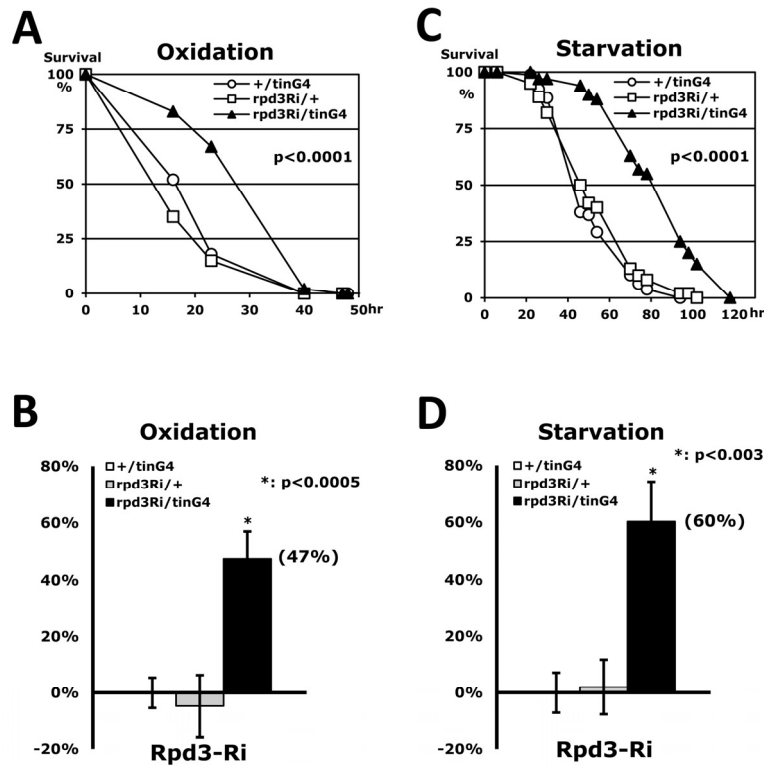 A
Oxidation
Survival
100
%
75
50
25
0
+/tinG4
rpd3Ri/+
rpd3Ri/tinG4
p<0.0001
0 10 20 30 40 50hr
C
Starvation
Survival
100
%
75
50
25
0
+/tinG4
rpd3Ri/+
rpd3Ri/tinG4
p<0.0001
0 20 40 60 80 100 120hr
B
Oxidation
80%
60%
40%
20%
0%
-20%
+/tinG4
rpd3Ri/+
rpd3Ri/tinG4
*: p<0.0005
*
(47%)
Rpd3-Ri
D
Starvation
80%
60%
40%
20%
0%
-20%
+/tinG4
rpd3Ri/+
rpd3Ri/tinG4
*: p<0.003
*
(60%)
Rpd3-Ri